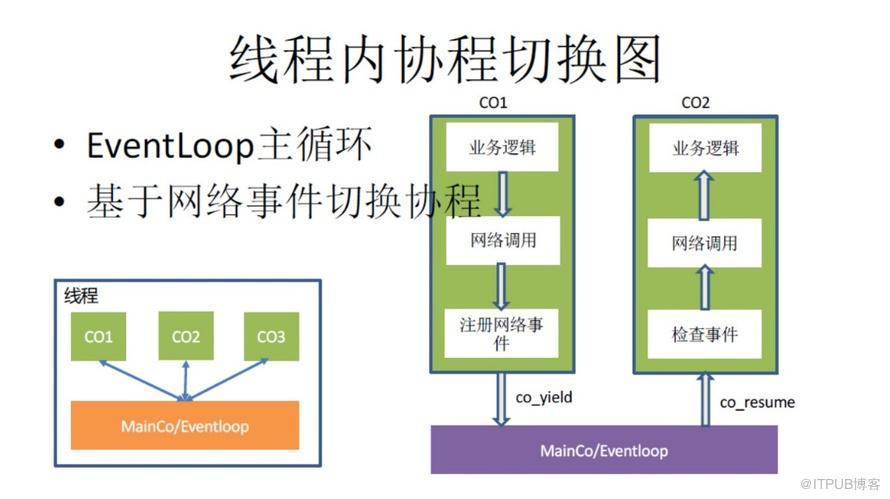 线程内协程切换图
• EventLoop主循环
• 基于网络事件切换协程
线程
CO1
CO2
CO3
MainCo/Eventloop
CO1
业务逻辑
网络调用
注册网络事
件
co_yield
CO2
业务逻辑
网络调用
检查事件
co_resume
MainCo/Eventloop
@ITPUB博客